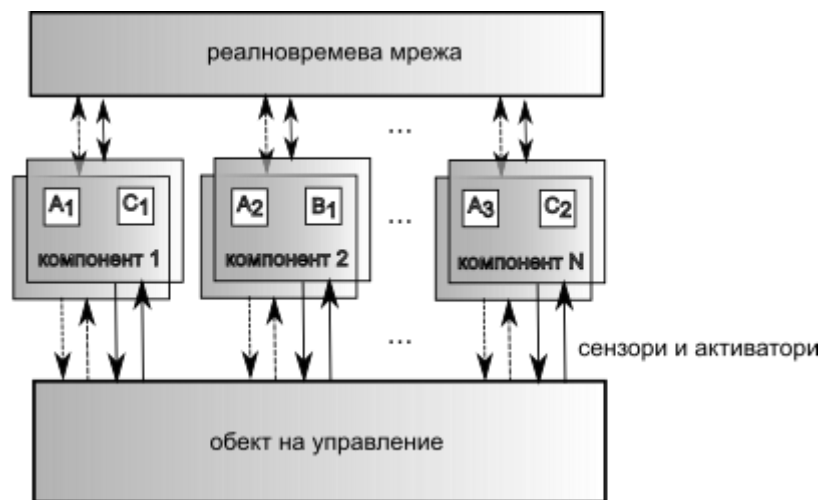 реалновремева мрежа
...
A1 C1 A2 B1 ... A3 C2
компонент 1 компонент 2 компонент N
...
сензори и активатори
обект на управление